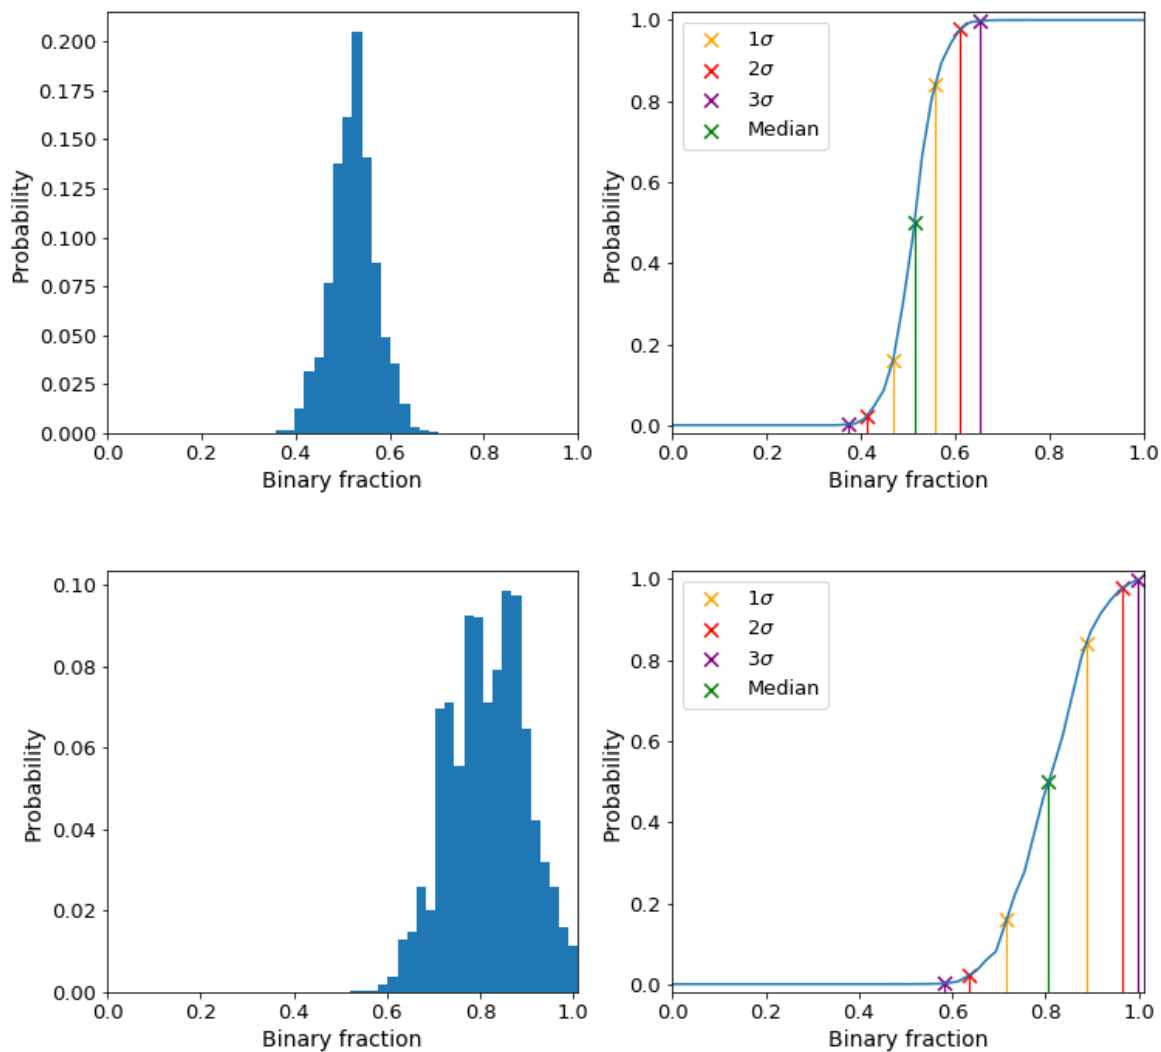 0.200
0.175
0.150
0.125
0.100
0.075
0.050
0.025
0.000
Probability
0.0 0.2 0.4 0.6 0.8 1.0
Binary fraction
1.0
0.8
0.6
0.4
0.2
0.0
Probability
1σ
2σ
3σ
Median
0.0 0.2 0.4 0.6 0.8 1.0
Binary fraction
0.10
0.08
0.06
0.04
0.02
0.00
Probability
0.0 0.2 0.4 0.6 0.8 1.0
Binary fraction
1.0
0.8
0.6
0.4
0.2
0.0
Probability
1σ
2σ
3σ
Median
0.0 0.2 0.4 0.6 0.8 1.0
Binary fraction